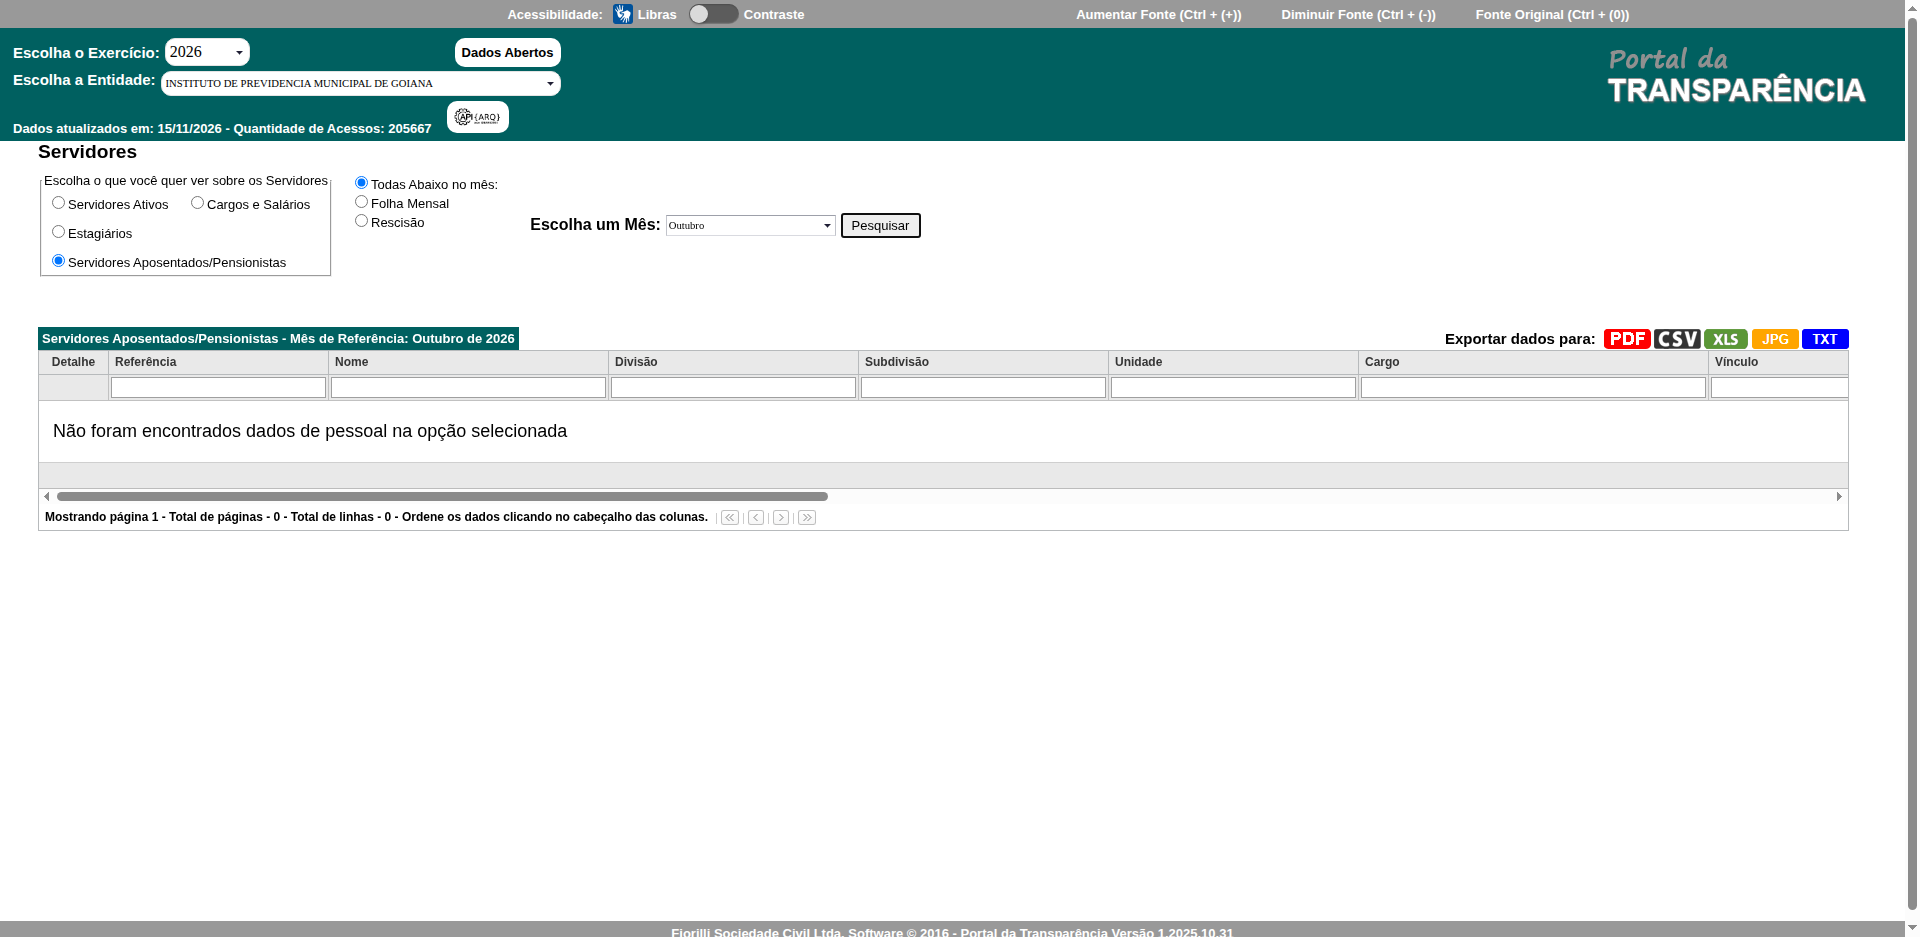 Acessibilidade: Libras Contraste Aumentar Fonte (Ctrl + (+)) Diminuir Fonte (Ctrl + (-)) Fonte Original (Ctrl + (0))
Escolha o Exercício: 2026 Dados Abertos
Escolha a Entidade: INSTITUTO DE PREVIDENCIA MUNICIPAL DE GOIANA
Portal da
TRANSPARÊNCIA
API {ARQ}
Dados atualizados em: 15/11/2026 - Quantidade de Acessos: 205667
Servidores
Escolha o que você quer ver sobre os Servidores
Servidores Ativos Cargos e Salários
Estagiários
Servidores Aposentados/Pensionistas
Todas Abaixo no mês:
Folha Mensal
Rescisão
Escolha um Mês: Outubro Pesquisar
Servidores Aposentados/Pensionistas - Mês de Referência: Outubro de 2026 Exportar dados para: PDF CSV XLS JPG TXT
Detalhe Referência Nome Divisão Subdivisão Unidade Cargo Vínculo
Não foram encontrados dados de pessoal na opção selecionada
Mostrando página 1 - Total de páginas - 0 - Total de linhas - 0 - Ordene os dados clicando no cabeçalho das colunas.
Fiorilli Sociedade Civil Ltda. Software © 2016 - Portal da Transparência Versão 1.2025.10.31